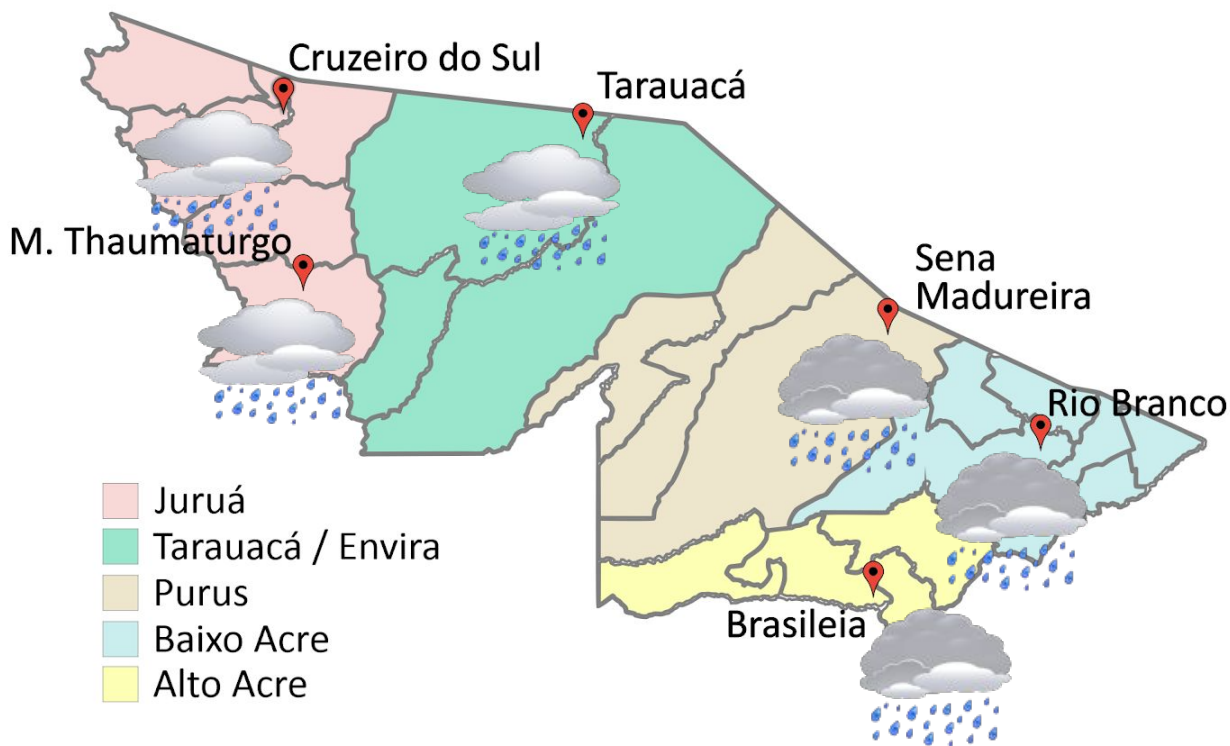 Cruzeiro do Sul
Tarauacá
M. Thaumaturgo
Sena
Madureira
Rio Branco
Brasileia
Juruá
Tarauacá / Envira
Purus
Baixo Acre
Alto Acre